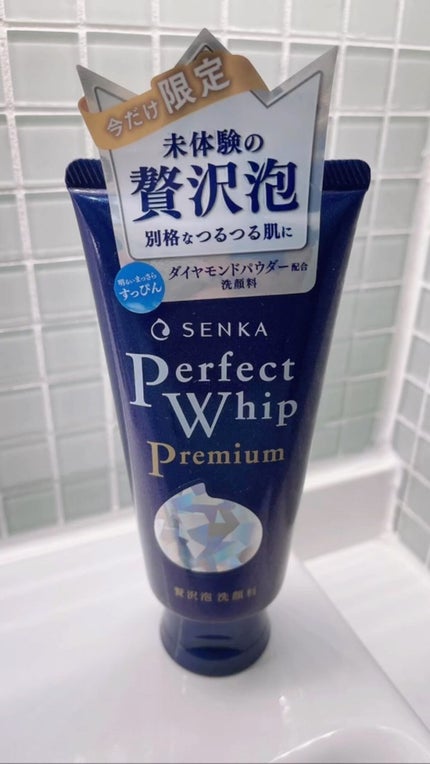 今だけ限定
未体験の
贅沢泡
別格なつるつる肌に
明るいまっさら
すっぴん
ダイヤモンドパウダー配合
洗顔料
SENKA
Perfect
Whip
Premium
贅沢泡 洗顔料